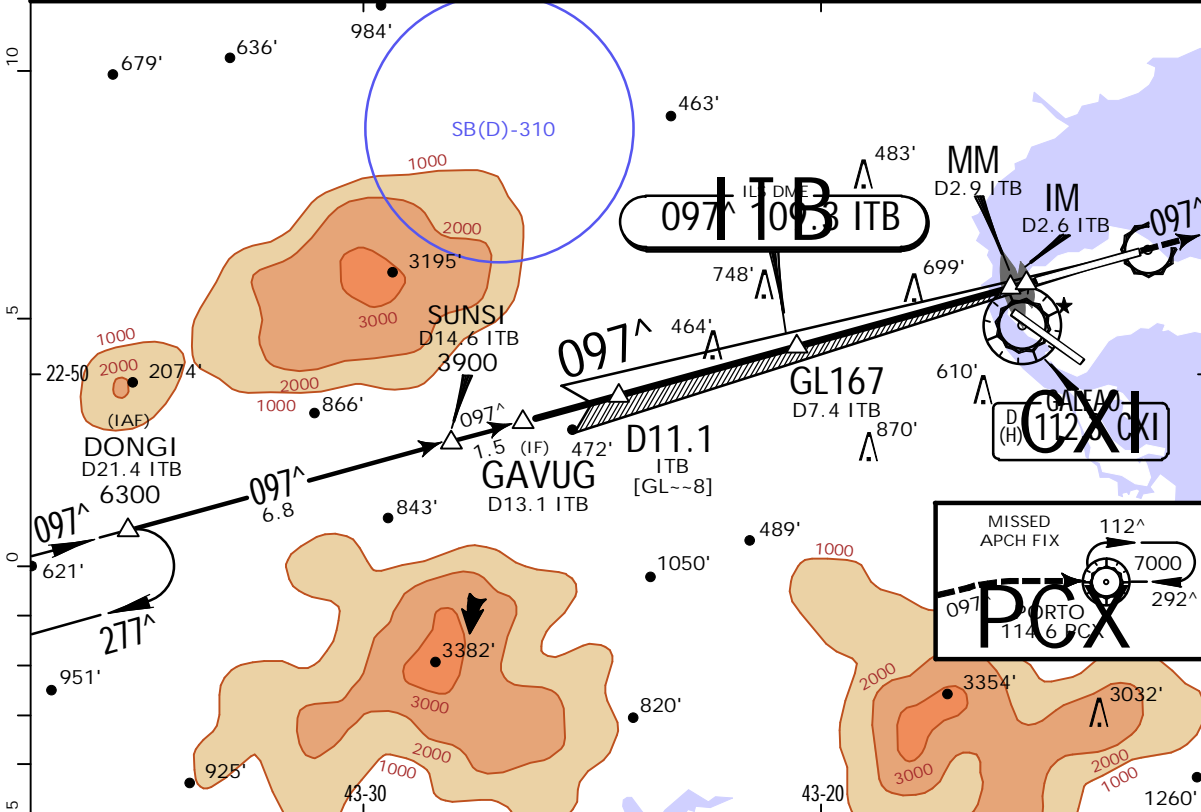 10
679'
636'
984'
SB(D)-310
463'
1000
2000
3195'
3000
2000
1000
1000
2000
2074'
22-50
5
(IAF)
DONGI
D21.4 ITB
6300
866'
SUNSI
D14.6 ITB
3900
097^
1.5
(IF)
GAVUG
D13.1 ITB
472'
097^
464'
748'
ILS DME
097^ 109.3 ITB
ITB
483'
699'
MM
D2.9 ITB
IM
D2.6 ITB
097^
GL167
D7.4 ITB
D11.1
ITB
[GL~~8]
870'
610'
GALEAO
D
(H)
CXI
CXI
097^
6.8
097^
621'
0
277^
951'
843'
489'
1050'
820'
925'
3382'
3000
2000
1000
43-30
43-20
MISSED
APCH FIX
112^
7000
292^
097^
PORTO
114.6 PCX
PCX
1000
2000
3354'
3000
3032'
2000
1000
1260'
5